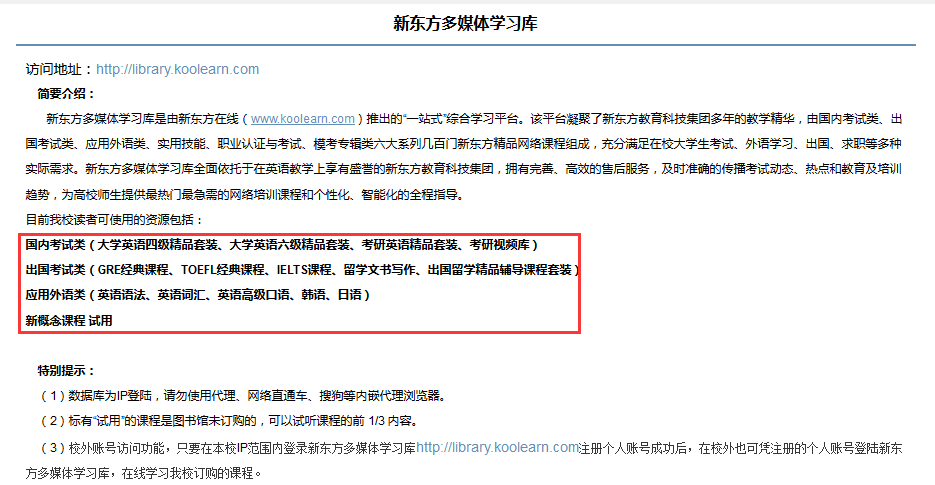 新东方多媒体学习库
访问地址：http://library.koolearn.com
简要介绍：
新东方多媒体学习库是由新东方在线（www.koolearn.com）推出的“一站式”综合学习平台。该平台凝聚了新东方教育科技集团多年的教学精华，由国内考试类、出
国考试类、应用外语类、实用技能、职业认证与考试、模考专辑类六大系列几百门新东方精品网络课程组成，充分满足在校大学生考试、外语学习、出国、求职等多种
实际需求。新东方多媒体学习库全面依托于在英语教学上享有盛誉的新东方教育科技集团，拥有完善、高效的售后服务，及时准确的传播考试动态、热点和教育及培训
趋势，为高校师生提供最热门最急需的网络培训课程和个性化、智能化的全程指导。
目前我校读者可使用的资源包括：
国内考试类（大学英语四级精品套装、大学英语六级精品套装、考研英语精品套装、考研视频库）
出国考试类（GRE经典课程、TOEFL经典课程、IELTS课程、留学文书写作、出国留学精品辅导课程套装）
应用外语类（英语语法、英语词汇、英语高级口语、韩语、日语）
新概念课程 试用
特别提示：
（1）数据库为IP登陆，请勿使用代理、网络直通车、搜狗等内嵌代理浏览器。
（2）标有“试用”的课程是图书馆未订购的，可以试听课程的前 1/3 内容。
（3）校外账号访问功能，只要在本校IP范围内登录新东方多媒体学习库http://library.koolearn.com注册个人账号成功后，在校外也可凭注册的个人账号登陆新东
方多媒体学习库，在线学习我校订购的课程。